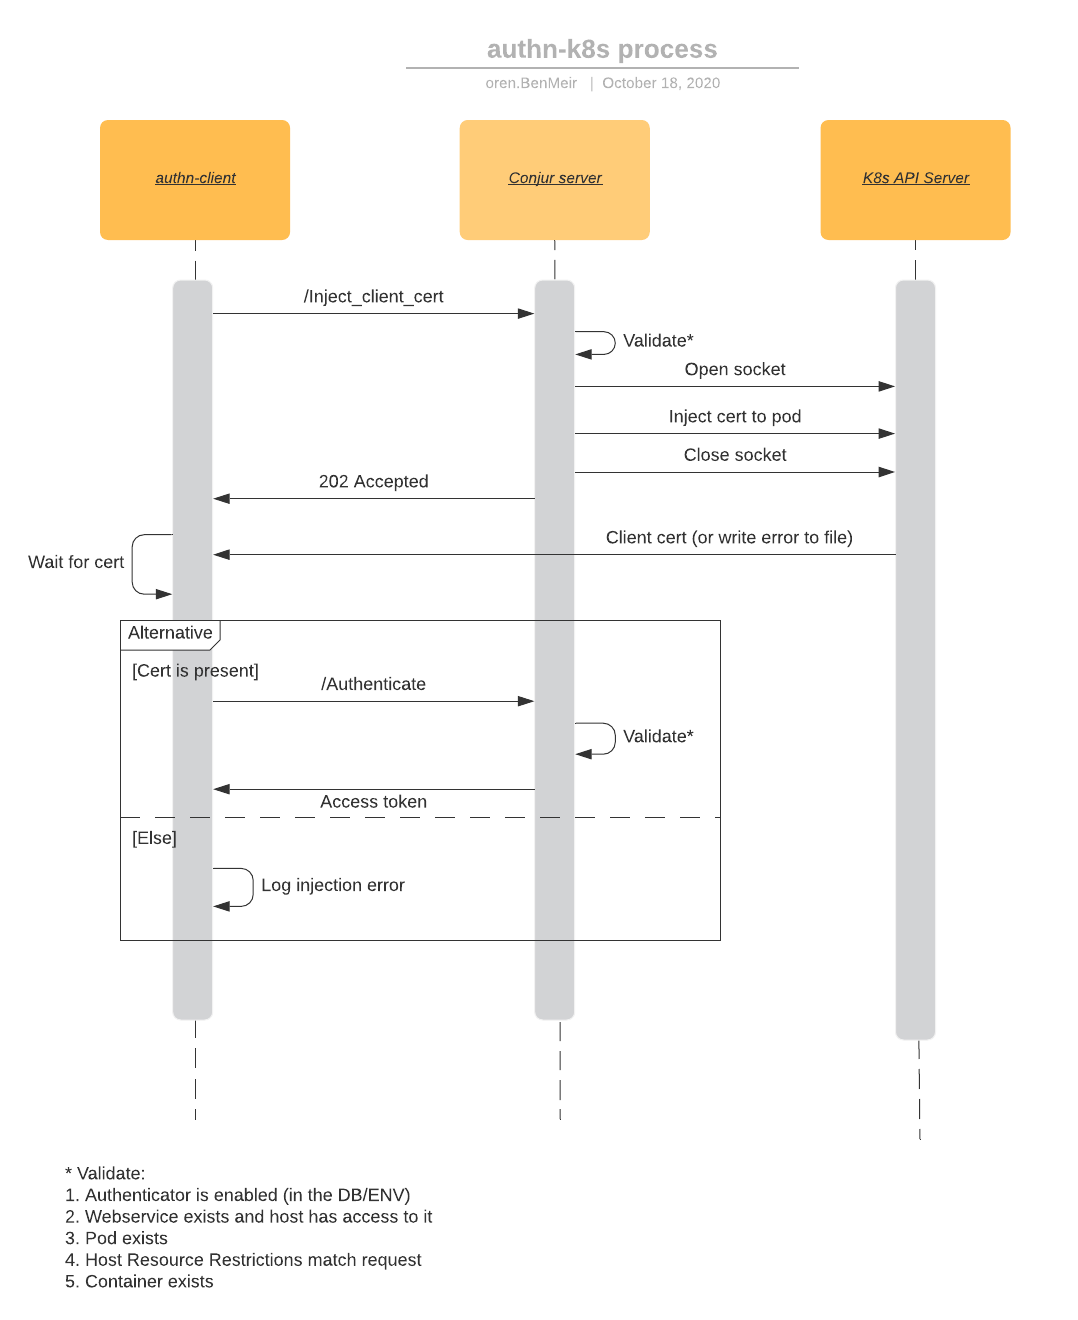 authn-k8s process
oren.BenMeir | October 18, 2020
authn-client
Conjur server
K8s API Server
/Inject_client_cert
Validate*
Open socket
Inject cert to pod
Close socket
202 Accepted
Client cert (or write error to file)
Wait for cert
Alternative
[Cert is present]
/Authenticate
Validate*
Access token
[Else]
Log injection error
* Validate:
1. Authenticator is enabled (in the DB/ENV)
2. Webservice exists and host has access to it
3. Pod exists
4. Host Resource Restrictions match request
5. Container exists